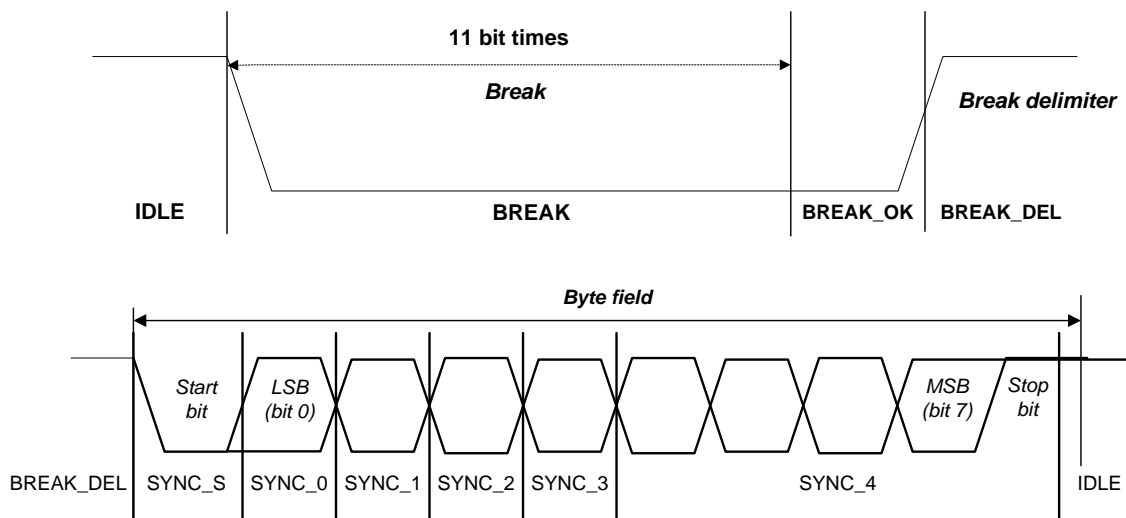 11 bit times
Break
Break delimiter
IDLE
BREAK
BREAK_OK
BREAK_DEL
Byte field
Start
bit
LSB
(bit 0)
MSB
(bit 7)
Stop
bit
BREAK_DEL
SYNC_S
SYNC_0
SYNC_1
SYNC_2
SYNC_3
SYNC_4
IDLE